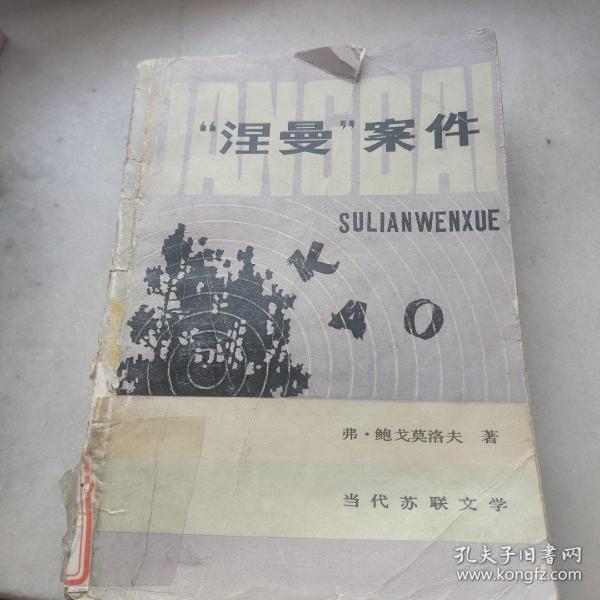 DANGDAI
“涅曼”案件
SULIANWENXUE
K
А
О
弗·鲍戈莫洛夫 著
当代苏联文学
孔夫子旧书网
www.kongfz.com